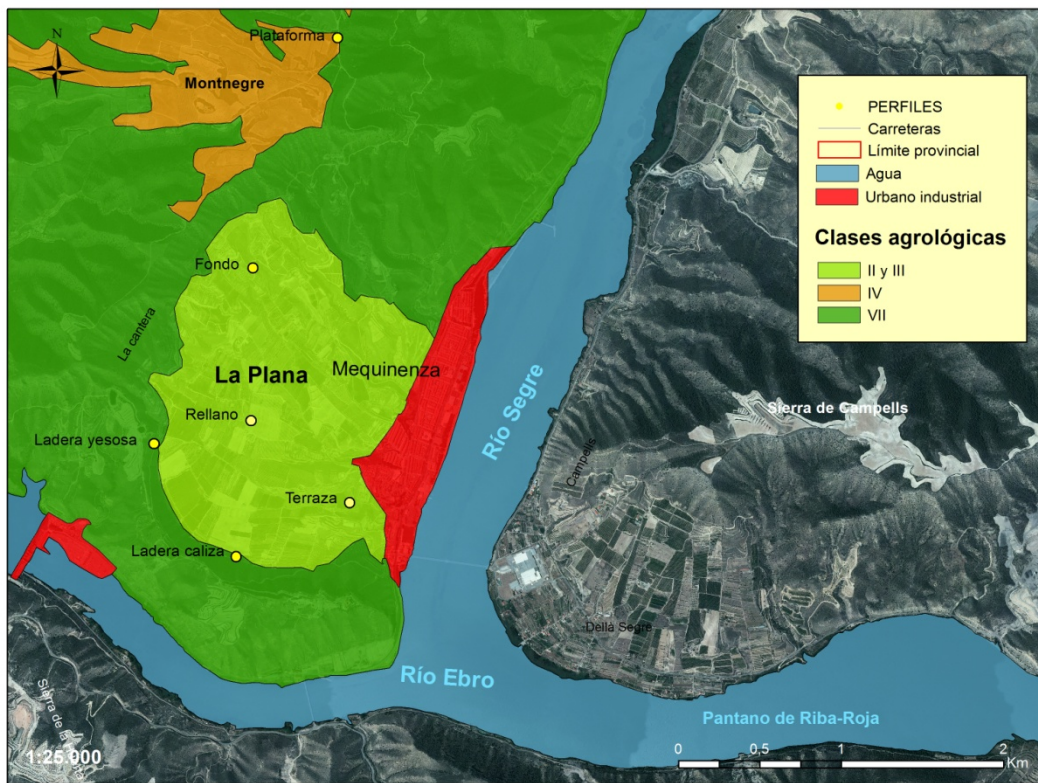 N
Plataforma
Montnegre
PERFILES
Carreteras
Límite provincial
Agua
Urbano industrial
Clases agrológicas
II y III
IV
VII
Fondo
La cantera
La Plana
Mequinenza
Río Segre
Rellano
Ladera yesosa
Sierra de Campells
Campells
Terraza
Ladera caliza
Dellà Segre
Río Ebro
Pantano de Riba-Roja
Sierra de
1:25.000
0 0,5 1 2
Km